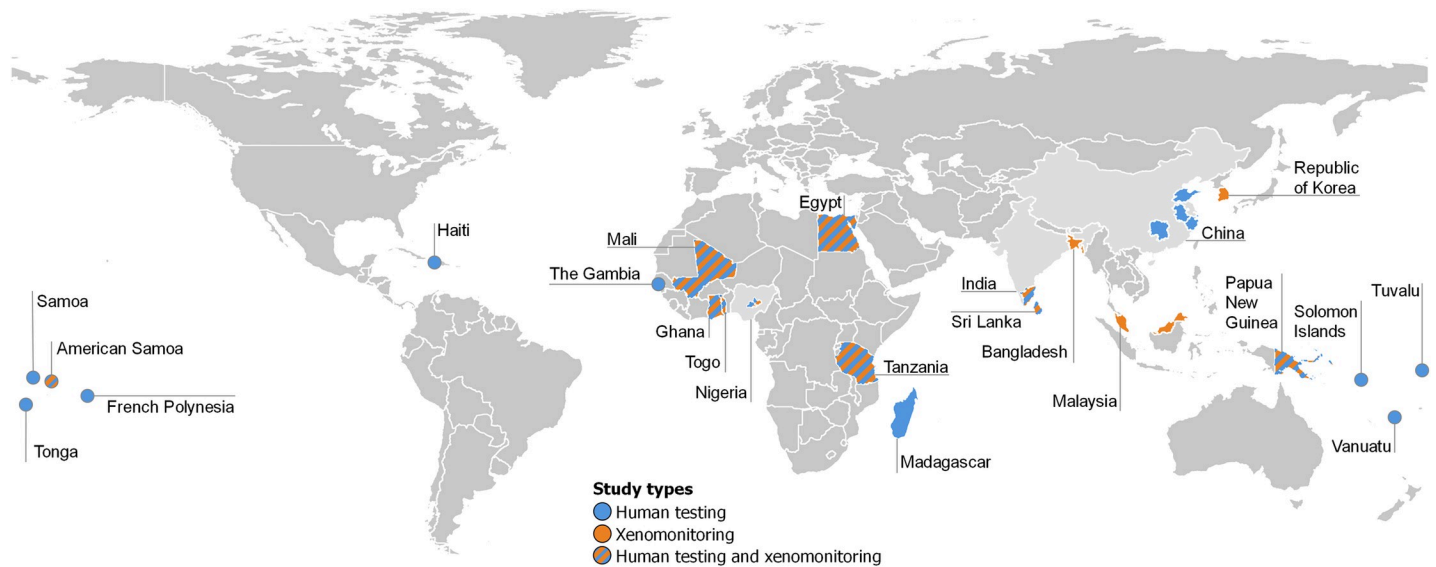 Republic
of Korea
Egypt
Haiti
Mali
China
The Gambia
India
Papua
New
Guinea
Tuvalu
Samoa
Solomon
Islands
Ghana
Sri Lanka
American Samoa
Togo
Bangladesh
Tanzania
Nigeria
Malaysia
French Polynesia
Tonga
Vanuatu
Madagascar
Study types
Human testing
Xenomonitoring
Human testing and xenomonitoring